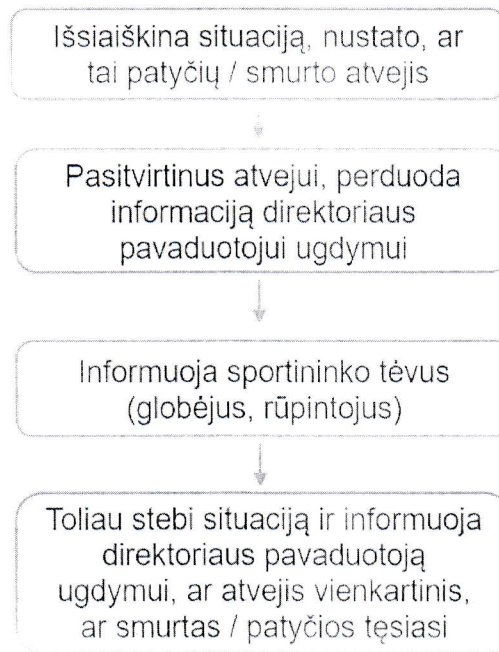 Išsiaiškina situaciją, nustato, ar
tai patyčių / smurto atvejis
Pasitvirtinus atvejui, perduoda
informaciją direktoriaus
pavaduotojui ugdymui
Informuoja sportininko tėvus
(globėjus, rūpintojus)
Toliau stebi situaciją ir informuoja
direktoriaus pavaduotoją
ugdymui, ar atvejis vienkartinis,
ar smurtas / patyčios tęsiasi